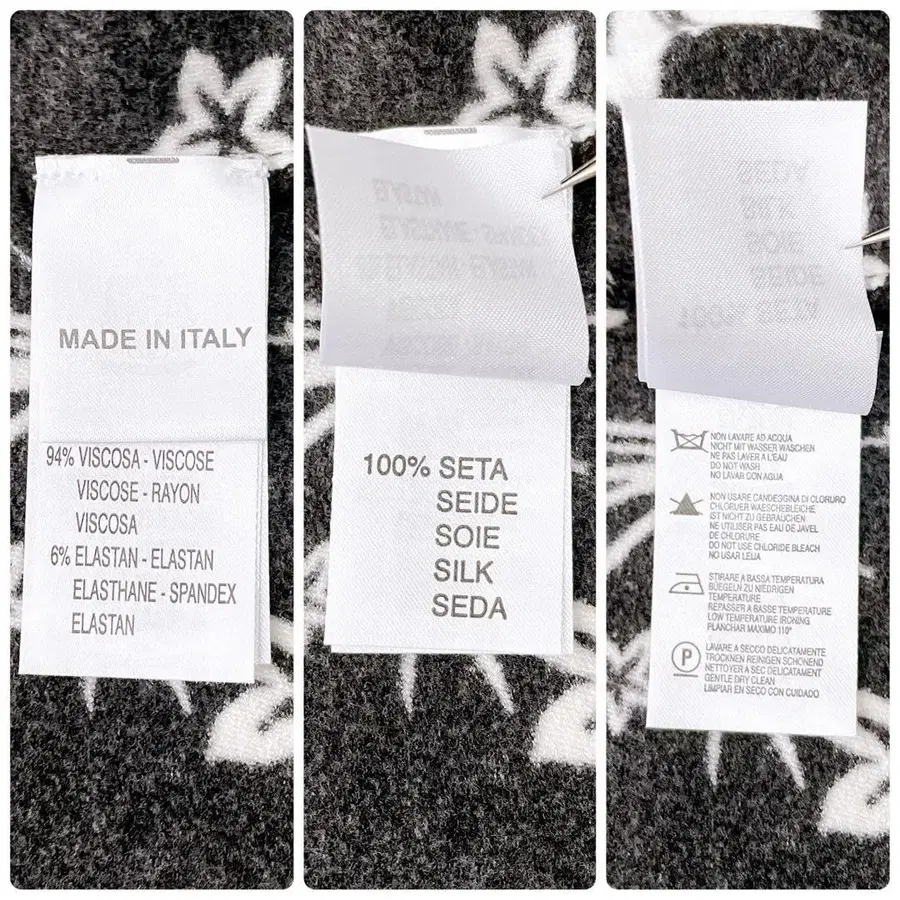 MADE IN ITALY
94% VISCOSA - VISCOSE
VISCOSE - RAYON
VISCOSA
6% ELASTAN - ELASTAN
ELASTHANE - SPANDEX
ELASTAN
100% SETA
SEIDE
SOIE
SILK
SEDA
NON LAVARE AD ACQUA
NICHT MIT WASSER WASCHEN
NE PAS LAVER A L'EAU
DO NOT WASH
NO LAVAR CON AGUA
NON USARE CANDEGGINA DI CLORURO
CHLORUER WAESCHEBLEICHE
IST NICHT ZU GEBRAUCHEN
NE UTILISER PAS EAU DE JAVEL
DE CHLORURE
DO NOT USE CHLORIDE BLEACH
NO USAR LEIJA
STIRARE A BASSA TEMPERATURA
BÜEGELN ZU NIEDRIGEN
TEMPERATURE
REPASSER A BASSE TEMPERATURE
LOW TEMPERATURE IRONING
PLANCHAR MAXIMO 110°
P
LAVARE A SECCO DELICATAMENTE
TROCKNEN REINIGEN SCHONEND
NETTOYER A SEC DELICATAMENT
GENTLE DRY CLEAN
LIMPIAR EN SECO CON CUIDADO